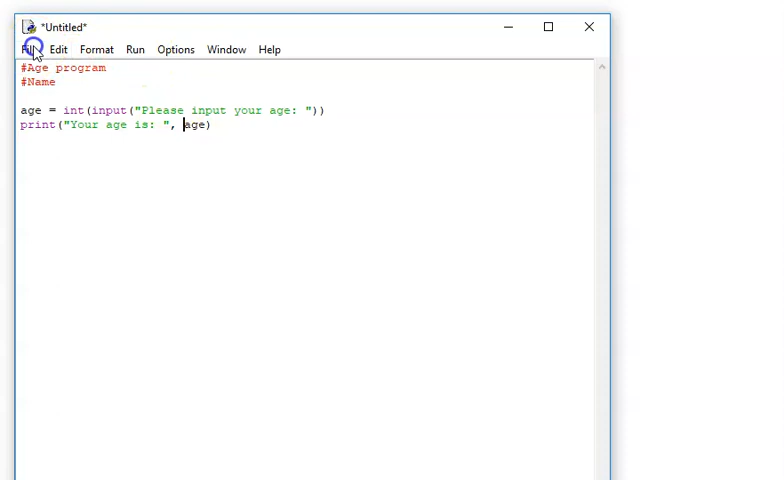 *Untitled*
File Edit Format Run Options Window Help
#Age program
#Name
age = int(input("Please input your age: "))
print("Your age is: ", age)